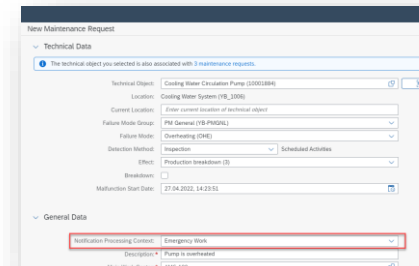 New Maintenance Request
Technical Data
The technical object you selected is also associated with 3 maintenance requests.
Technical Object: Cooling Water Circulation Pump (10001884)
Location: Cooling Water System (YB_1006)
Current Location: Enter current location of technical object
Failure Mode Group: PM General (YB-PMGNL)
Failure Mode: Overheating (OHE)
Detection Method: Inspection Scheduled Activities
Effect: Production breakdown (3)
Breakdown:
Malfunction Start Date: 27.04.2022, 14:23:51
General Data
Notification Processing Context: Emergency Work
Description:* Pump is overheated